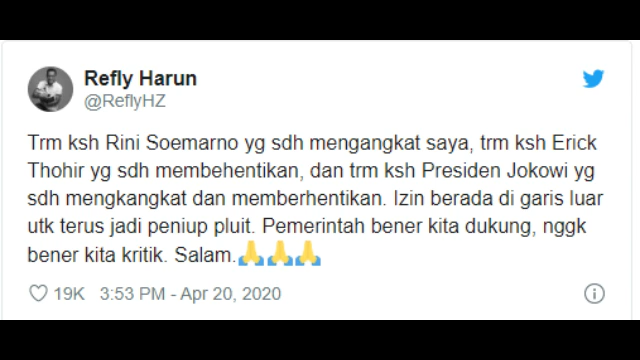 Refly Harun
@ReflyHZ
Trm ksh Rini Soemarno yg sdh mengangkat saya, trm ksh Erick
Thohir yg sdh membehentikan, dan trm ksh Presiden Jokowi yg
sdh mengkangkat dan memberhentikan. Izin berada di garis luar
utk terus jadi peniup pluit. Pemerintah bener kita dukung, nggk
bener kita kritik. Salam.🙏🙏🙏
19K 3:53 PM - Apr 20, 2020